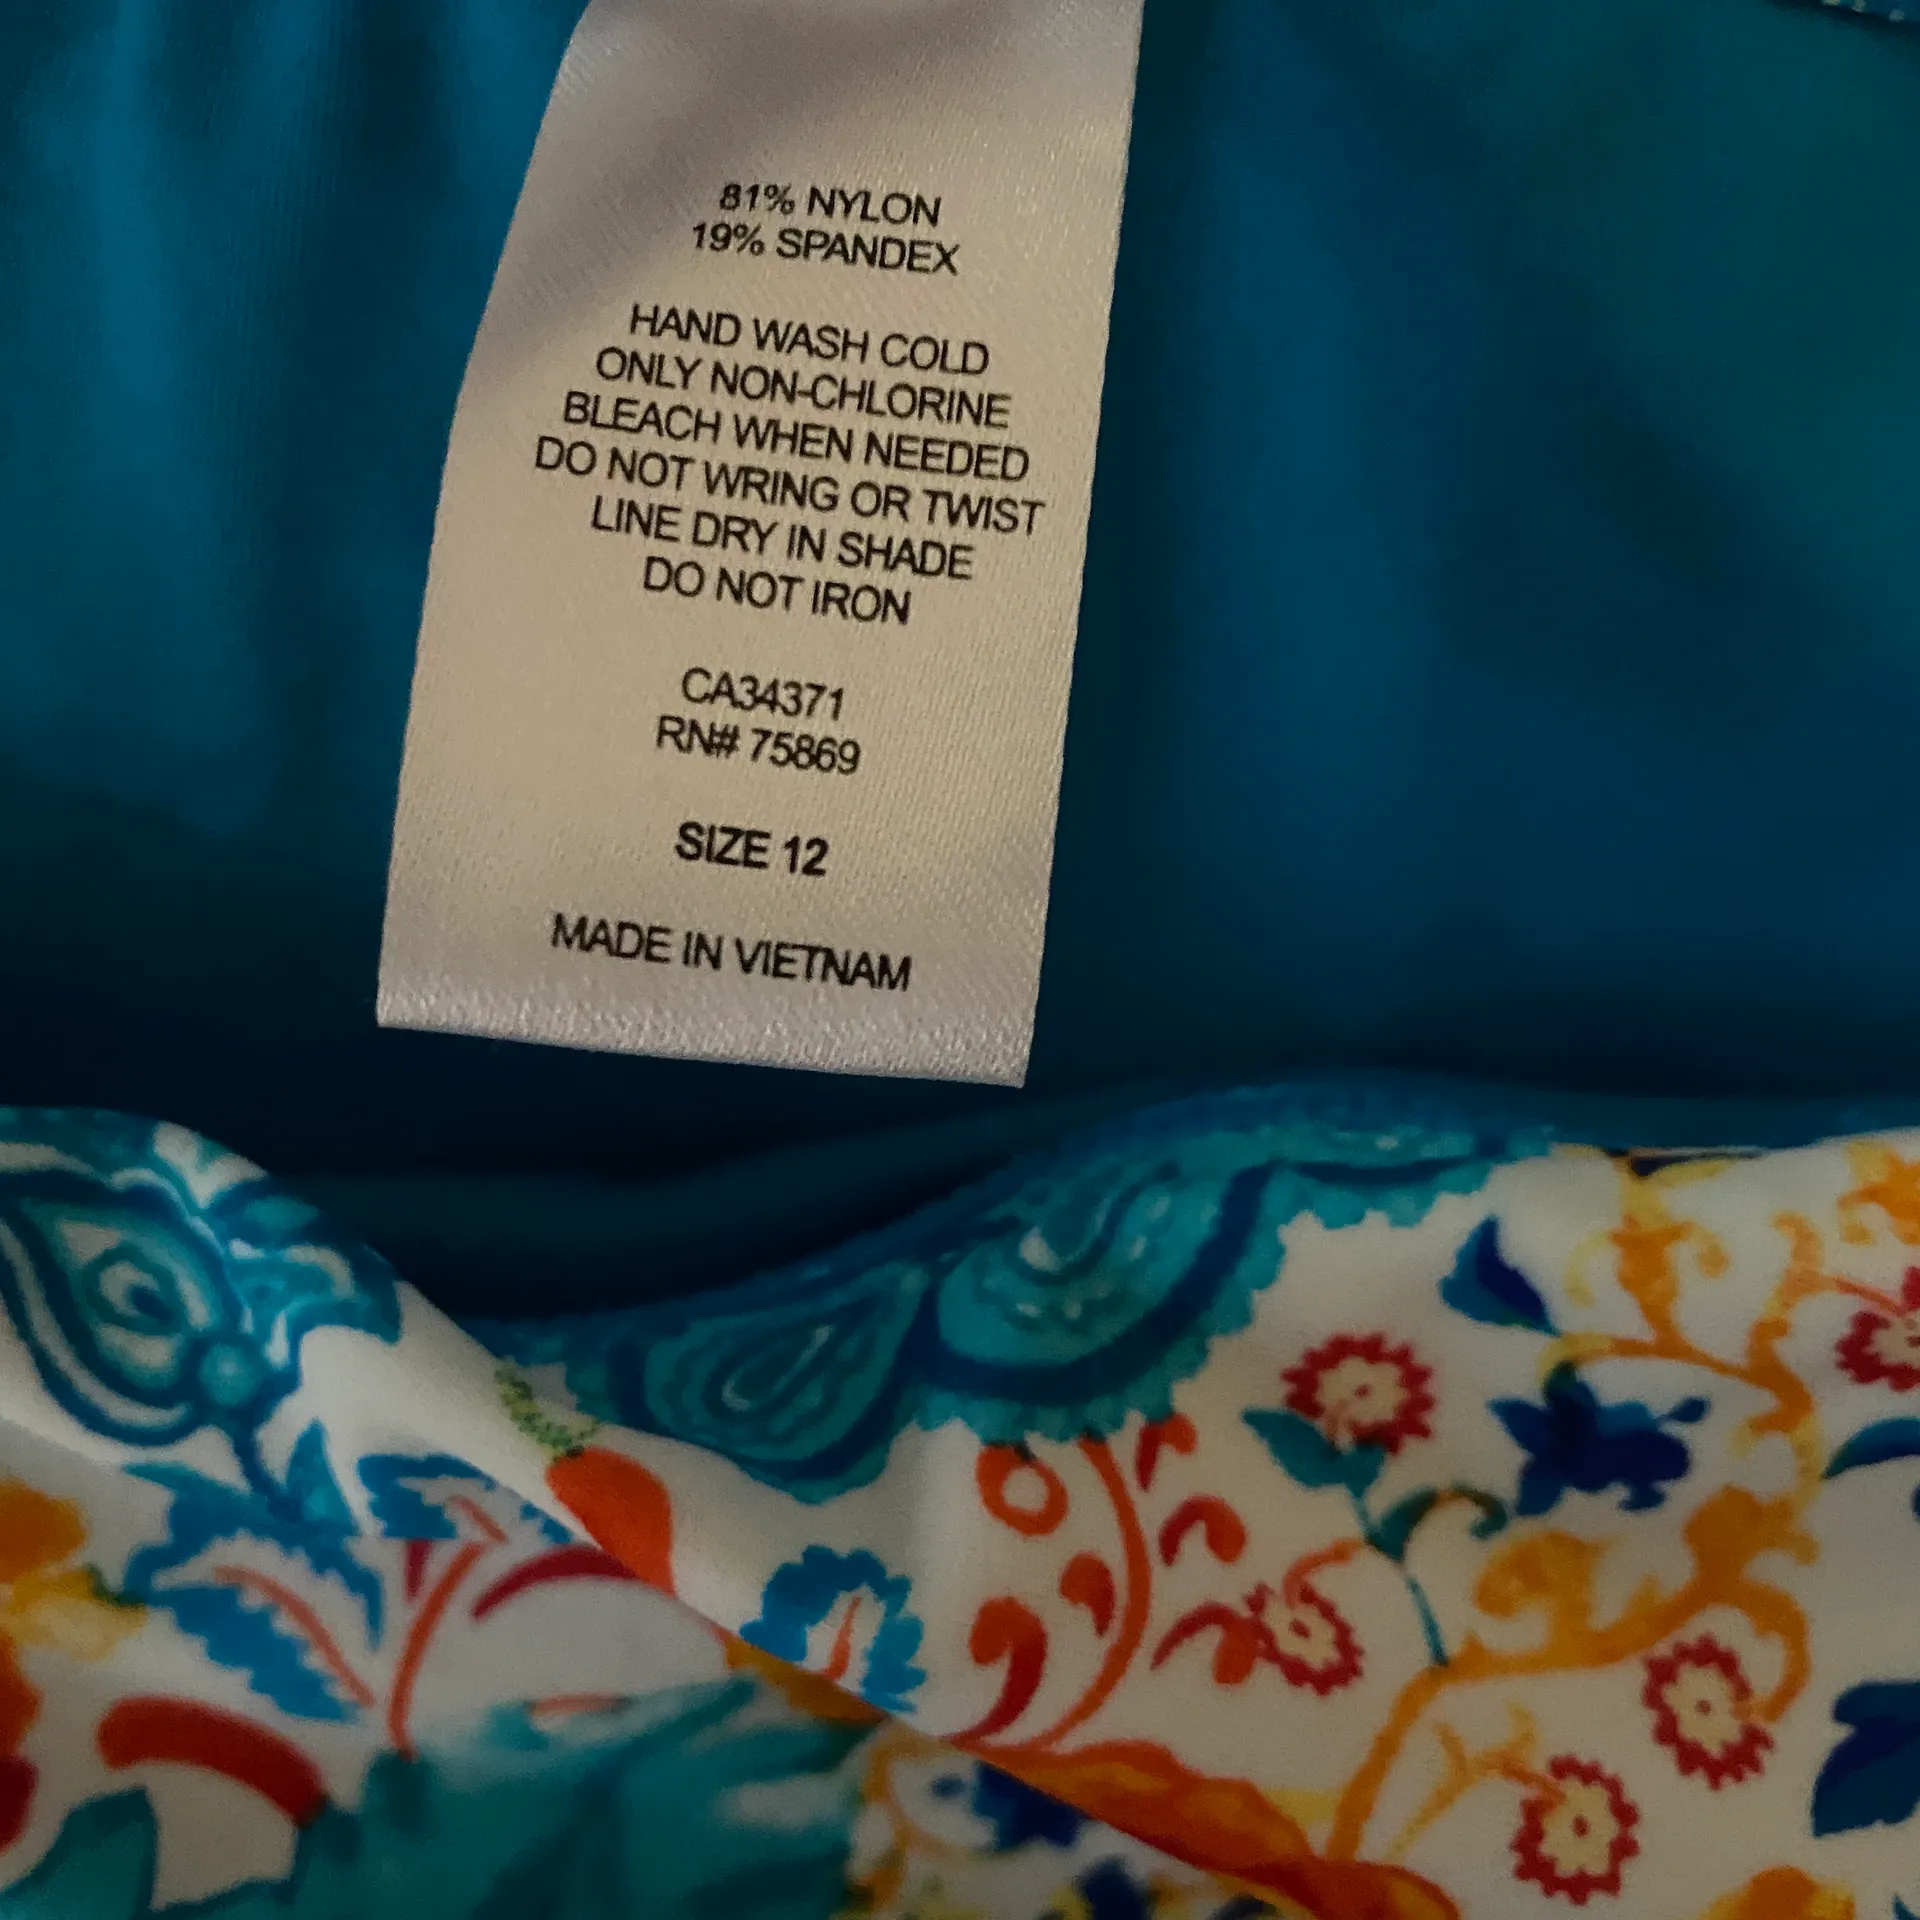 81% NYLON
19% SPANDEX
HAND WASH COLD
ONLY NON-CHLORINE
BLEACH WHEN NEEDED
DO NOT WRING OR TWIST
LINE DRY IN SHADE
DO NOT IRON
CA34371
RN# 75869
SIZE 12
MADE IN VIETNAM